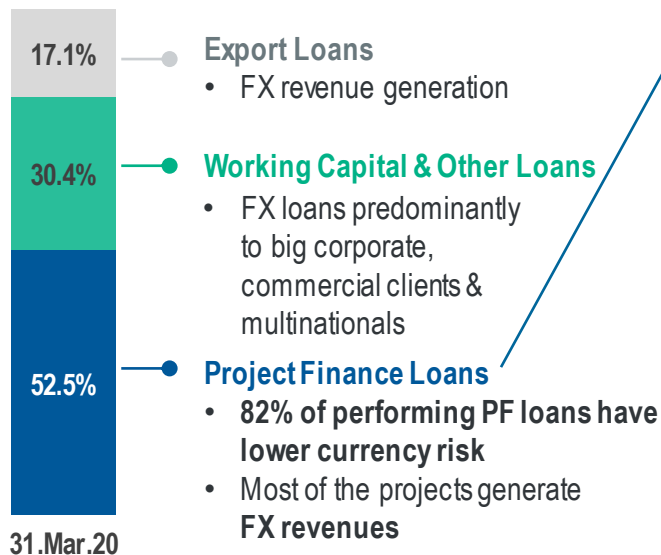 17.1%
Export Loans
• FX revenue generation
30.4%
Working Capital & Other Loans
• FX loans predominantly
to big corporate,
commercial clients &
multinationals
52.5%
Project Finance Loans
• 82% of performing PF loans have
lower currency risk
• Most of the projects generate
FX revenues
31.Mar.20